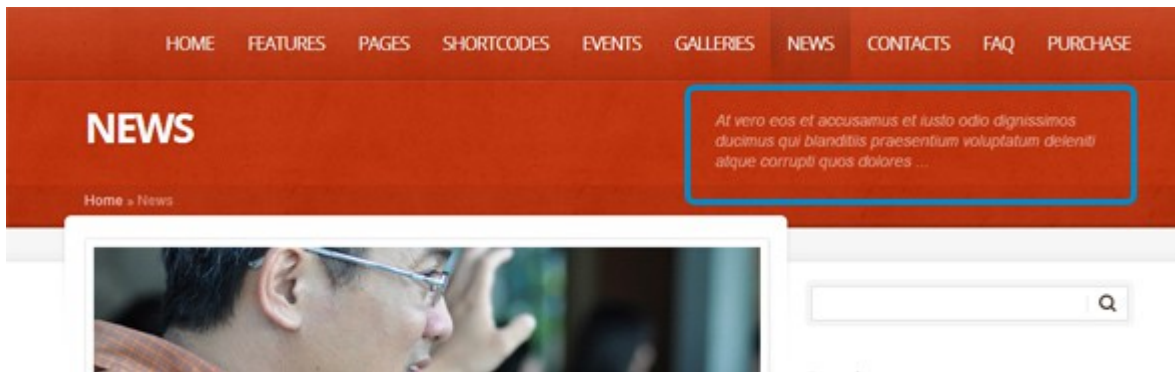 HOME FEATURES PAGES SHORTCODES EVENTS GALLERIES NEWS CONTACTS FAQ PURCHASE
NEWS
At vero eos et accusamus et iusto odio dignissimos
ducimus qui blanditiis praesentium voluptatum deleniti
atque corrupti quos dolores ...
Home » News